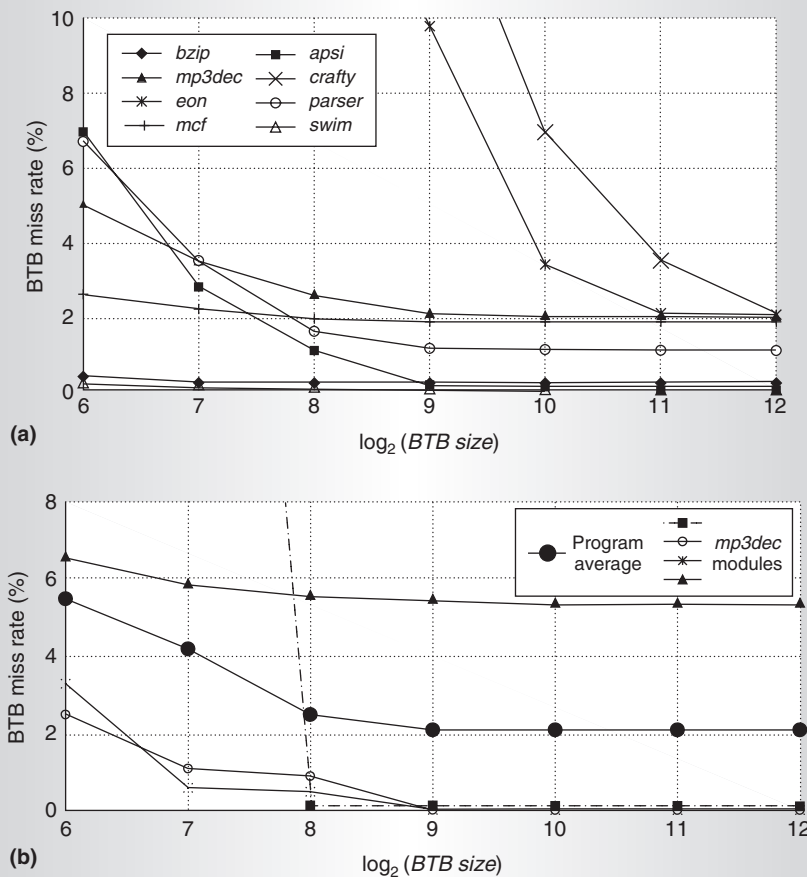 10
8
6
4
2
0
BTB miss rate (%)
bzip
mp3dec
eon
mcf
apsi
crafty
parser
swim
6 7 8 9 10 11 12
log2 (BTB size)
(a)
8
6
4
2
0
BTB miss rate (%)
Program
average
mp3dec
modules
6 7 8 9 10 11 12
log2 (BTB size)
(b)